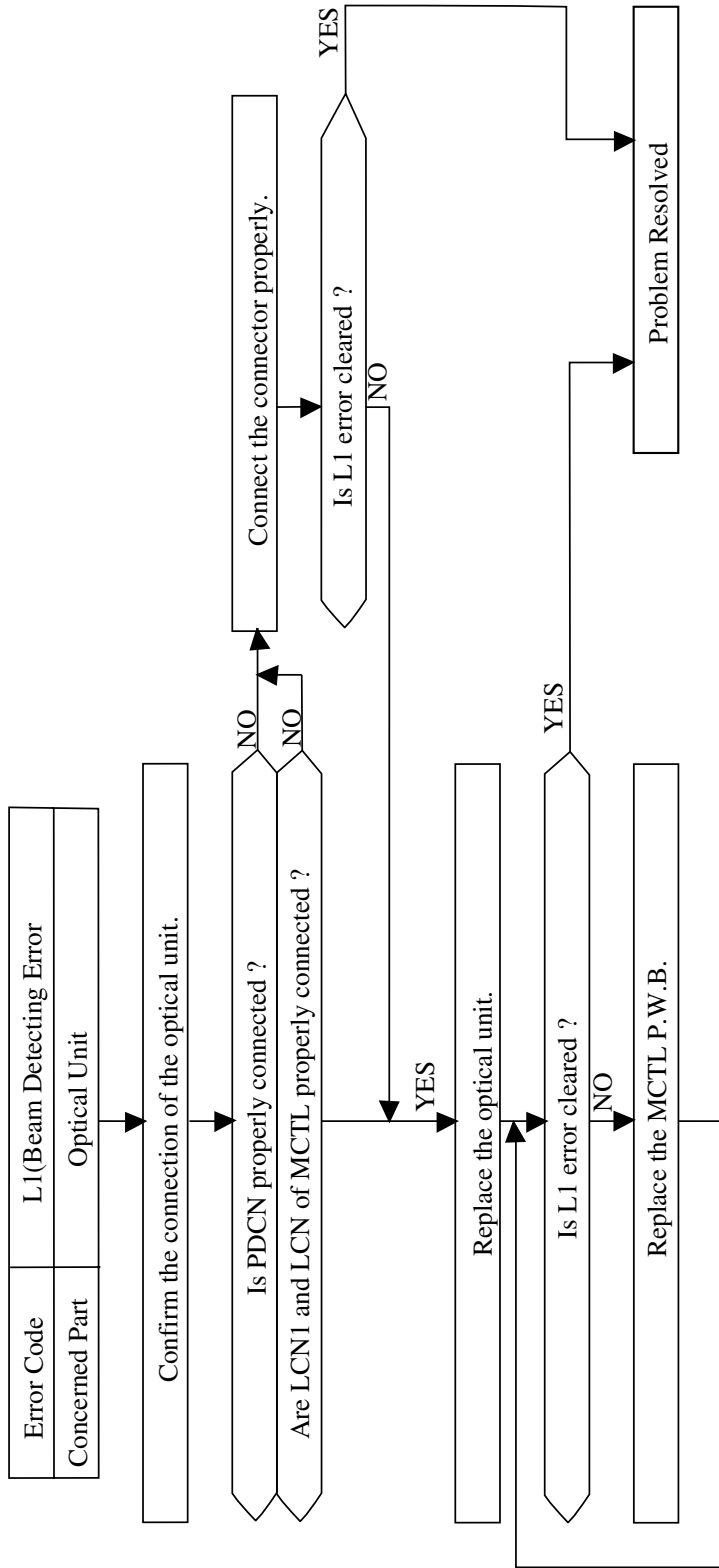 Error Code
L1(Beam Detecting Error
Concerned Part
Optical Unit
Confirm the connection of the optical unit.
Is PDCN properly connected ?
NO
Are LCN1 and LCN of MCTL properly connected ?
NO
Connect the connector properly.
Is L1 error cleared ?
YES
NO
YES
Replace the optical unit.
Is L1 error cleared ?
YES
NO
Replace the MCTL P.W.B.
Problem Resolved